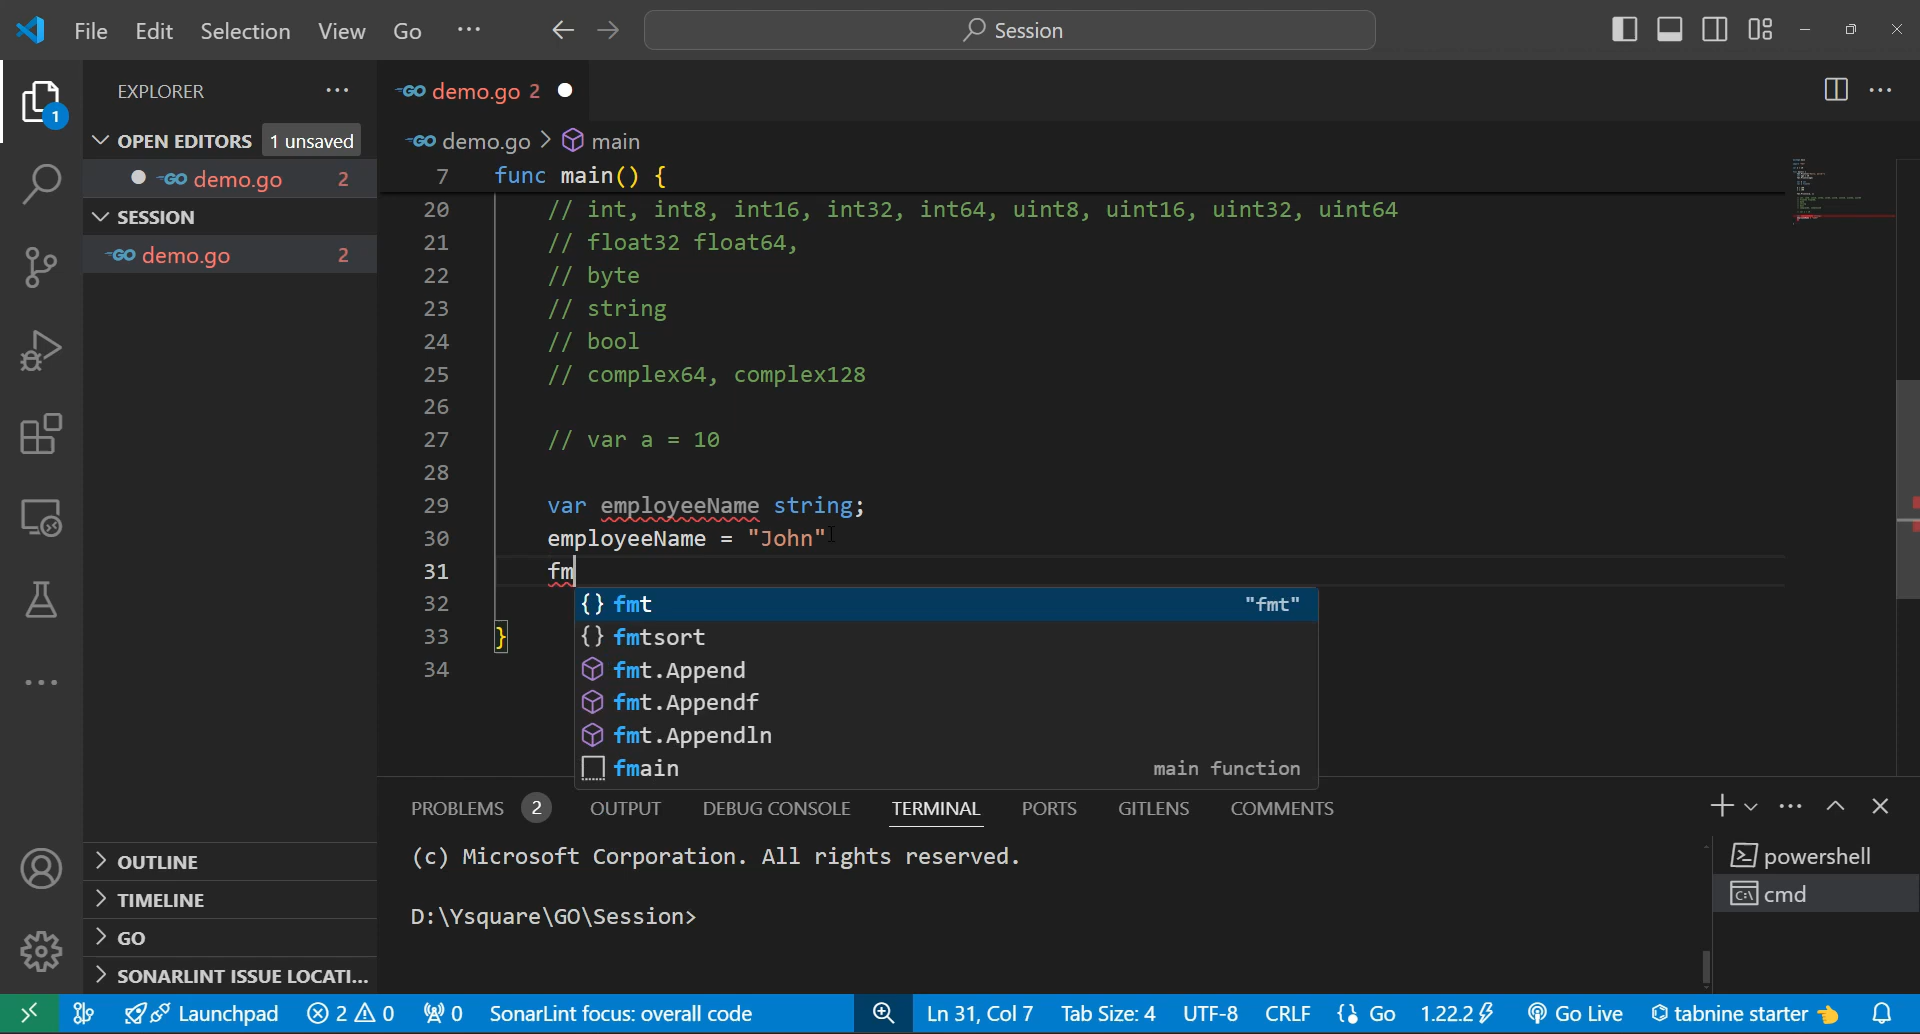 File Edit Selection View Go ··· Session
EXPLORER ···
OPEN EDITORS 1 unsaved
GO demo.go 2
SESSION
GO demo.go 2
OUTLINE
TIMELINE
GO
SONARLINT ISSUE LOCATI...
GO demo.go 2
GO demo.go > main
7 func main() {
20 // int, int8, int16, int32, int64, uint8, uint16, uint32, uint64
21 // float32 float64,
22 // byte
23 // string
24 // bool
25 // complex64, complex128
26
27 // var a = 10
28
29 var employeeName string;
30 employeeName = "John"
31 fm
32
33 }
34
{} fmt "fmt"
{} fmtsort
fmt.Append
fmt.Appendf
fmt.Appendln
fmain main function
PROBLEMS 2 OUTPUT DEBUG CONSOLE TERMINAL PORTS GITLENS COMMENTS
(c) Microsoft Corporation. All rights reserved.
D:\Ysquare\GO\Session>
powershell
cmd
1
Launchpad 2 0 0 SonarLint focus: overall code Ln 31, Col 7 Tab Size: 4 UTF-8 CRLF {} Go 1.22.2 Go Live tabnine starter